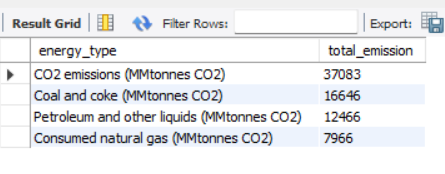 Result Grid Filter Rows: Export:
energy_type total_emission
CO2 emissions (MMtonnes CO2) 37083
Coal and coke (MMtonnes CO2) 16646
Petroleum and other liquids (MMtonnes CO2) 12466
Consumed natural gas (MMtonnes CO2) 7966